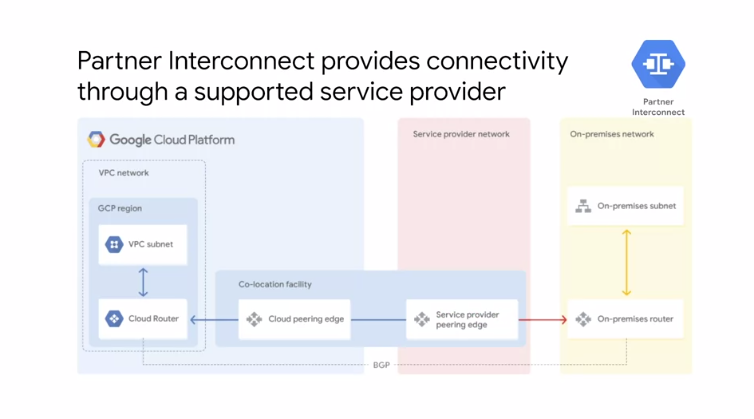 Partner Interconnect provides connectivity
through a supported service provider
Partner
Interconnect
Google Cloud Platform
Service provider network
On-premises network
VPC network
GCP region
VPC subnet
On-premises subnet
Co-location facility
Cloud Router
Cloud peering edge
Service provider
peering edge
On-premises router
BGP